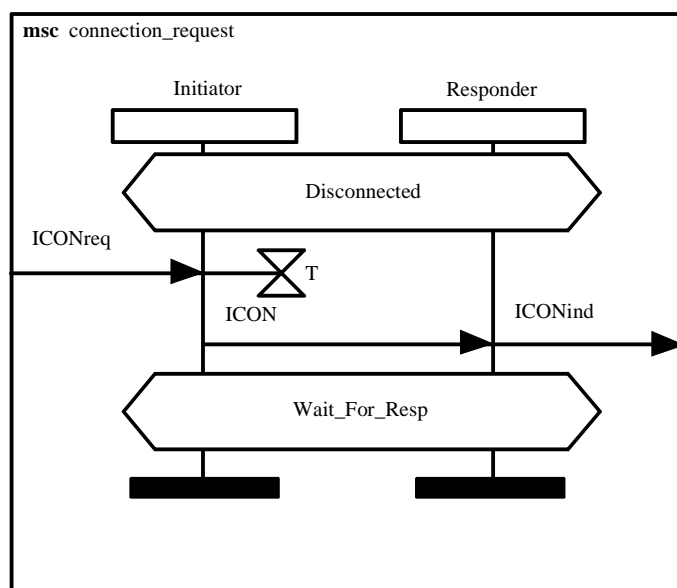 msc connection_request
Initiator Responder
Disconnected
ICONreq
T
ICON ICONind
Wait_For_Resp